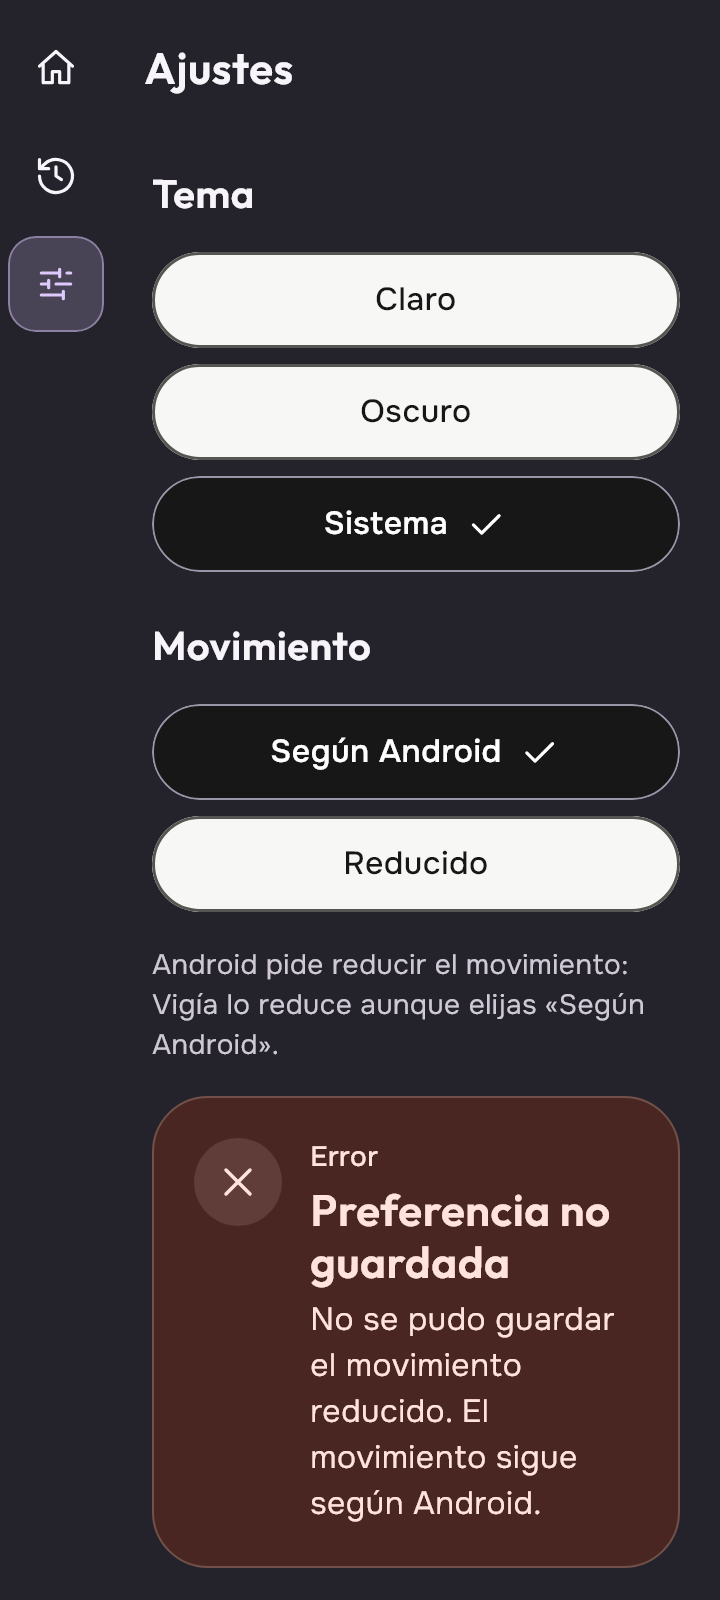 Ajustes
Tema
Claro
Oscuro
Sistema
Movimiento
Según Android
Reducido
Android pide reducir el movimiento:
Vigía lo reduce aunque elijas «Según
Android».
Error
Preferencia no
guardada
No se pudo guardar
el movimiento
reducido. El
movimiento sigue
según Android.